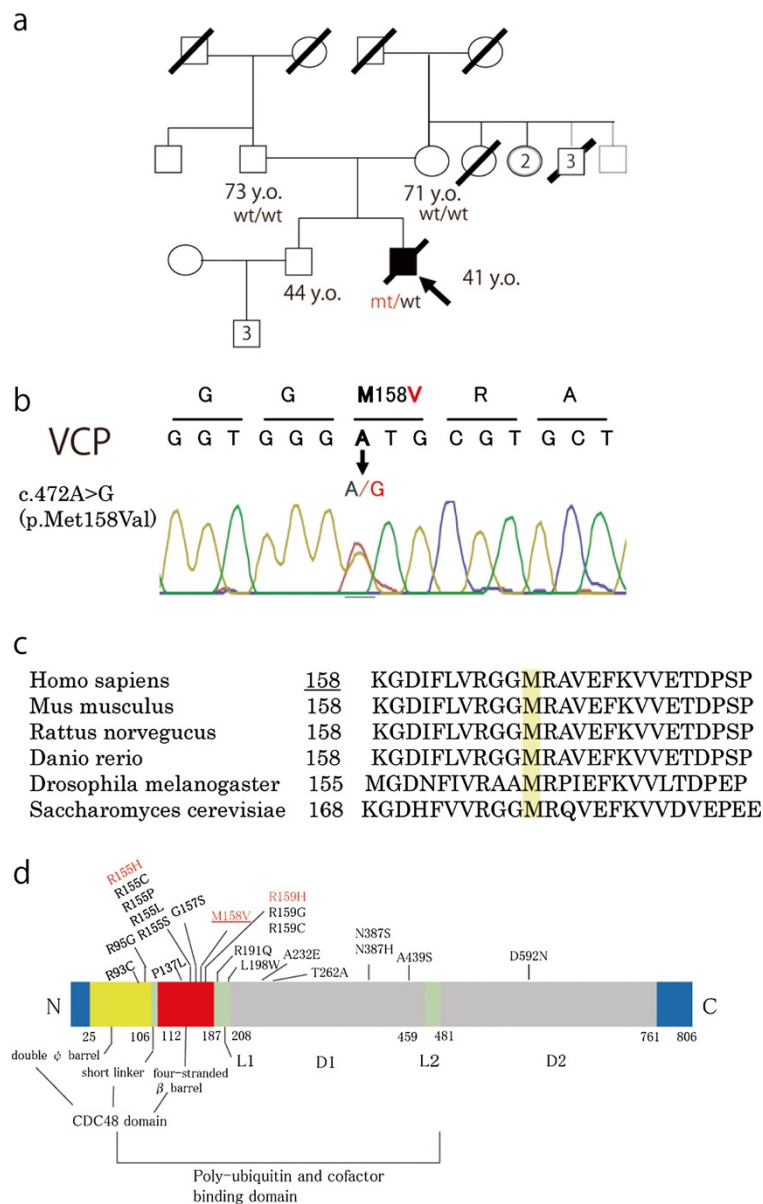 a
2
3
73 y.o.
wt/wt
71 y.o.
wt/wt
44 y.o.
41 y.o.
mt/wt
3
b
G G M158V R A
VCP
G G T G G G A T G C G T G C T
c.472A>G
(p.Met158Val)
A/G
c
Homo sapiens 158 KGDIFLVRGGMRAVEFKVVETDPSP
Mus musculus 158 KGDIFLVRGGMRAVEFKVVETDPSP
Rattus norvegucus 158 KGDIFLVRGGMRAVEFKVVETDPSP
Danio rerio 158 KGDIFLVRGGMRAVEFKVVETDPSP
Drosophila melanogaster 155 MGDNFIVRAAMRPIEFKVVLTDPEP
Saccharomyces cerevisiae 168 KGDHFVVRGGMRQVEFKVVDVEPEE
d
R155H
R155C
R155P
R155L
R155S
G157S
M158V
R159H
R159G
R159C
R95G
R93C
P137L
R191Q
L198W
A232E
T262A
N387S
N387H
A439S
D592N
N
C
25 106 112 187 208 459 481 761 806
double φ barrel
short linker
four-stranded
β barrel
L1 D1 L2 D2
CDC48 domain
Poly-ubiquitin and cofactor
binding domain